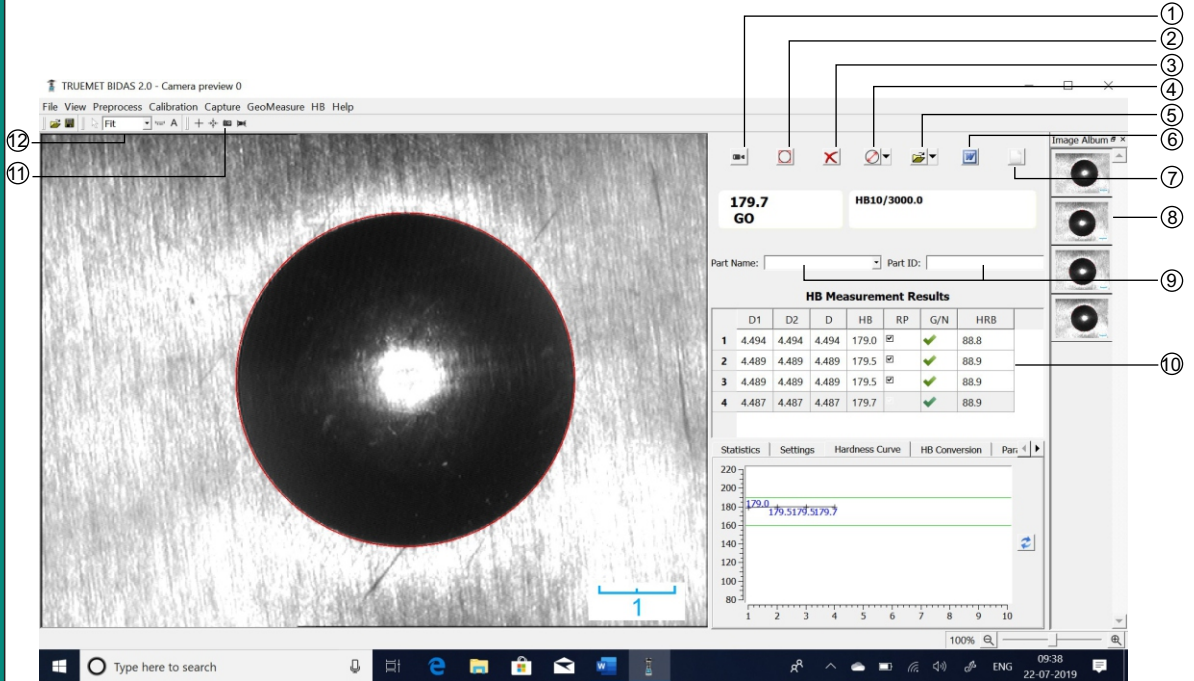 ①
②
③
TRUEMET BIDAS 2.0 - Camera preview 0
④
File View Preprocess Calibration Capture GeoMeasure HB Help
⑤
Fit A
⑫
⑥
Image Album
⑪
⑦
179.7
GO
HB10/3000.0
⑧
Part Name: Part ID:
⑨
HB Measurement Results
D1 D2 D HB RP G/N HRB
1 4.494 4.494 4.494 179.0 88.8
2 4.489 4.489 4.489 179.5 88.9
⑩
3 4.489 4.489 4.489 179.5 88.9
4 4.487 4.487 4.487 179.7 88.9
Statistics Settings Hardness Curve HB Conversion Para
220
200
180
160
140
120
100
80
179.0
179.5 179.5 179.7
1 2 3 4 5 6 7 8 9 10
1
100%
Type here to search
ENG
09:38
22-07-2019